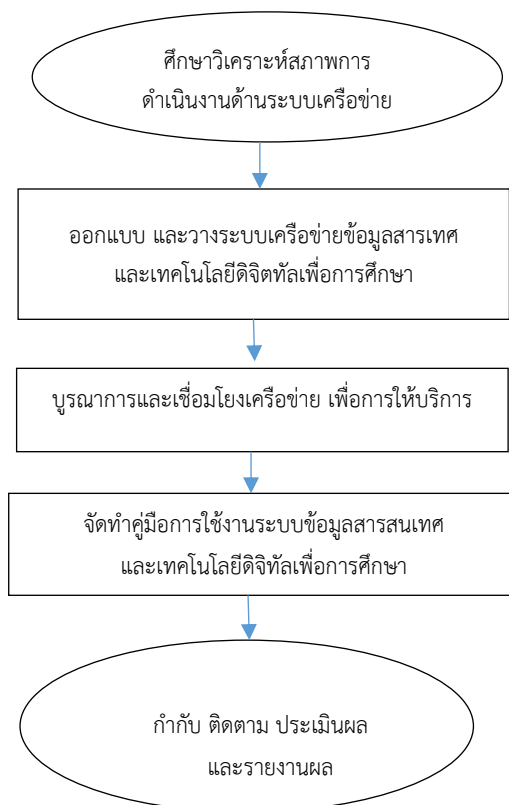 ศึกษาวิเคราะห์สภาพการ
ดำเนินงานด้านระบบเครือข่าย
ออกแบบ และวางระบบเครือข่ายข้อมูลสารเทศ
และเทคโนโลยีดิจิตทัลเพื่อการศึกษา
บูรณาการและเชื่อมโยงเครือข่าย เพื่อการให้บริการ
จัดทำคู่มือการใช้งานระบบข้อมูลสารสนเทศ
และเทคโนโลยีดิจิทัลเพื่อการศึกษา
กำกับ ติดตาม ประเมินผล
และรายงานผล